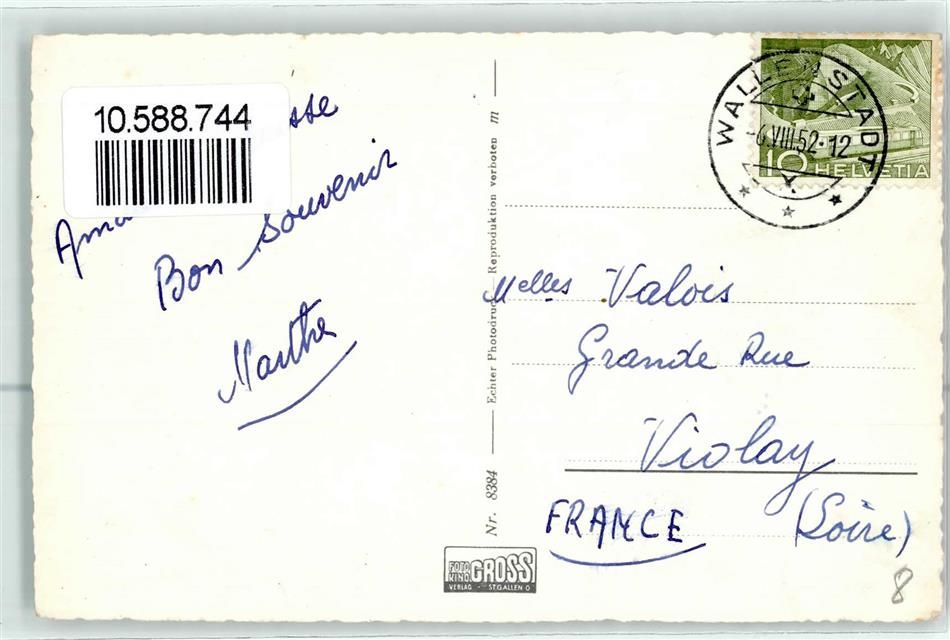 10.588.744
sse
Bon souvenir
Marthe
Nr. 8384 — Echter Photodruck — Reproduktion verboten m
FOTO KINO GROSS
VERLAG - ST.GALLEN O
WALLENSTADT
-6.VIII.52-12
10 HELVETIA
Melles Valois
Grande Rue
Violay
FRANCE (Loire)
8